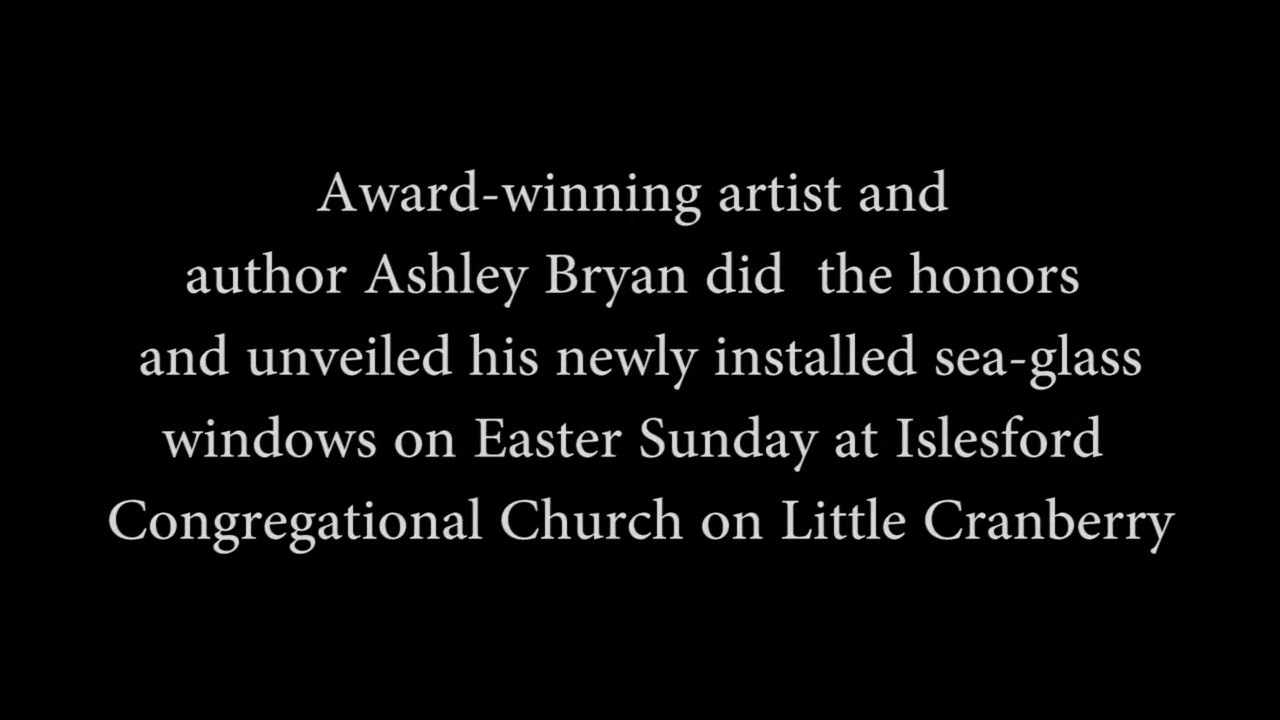 Award-winning artist and
author Ashley Bryan did  the honors
and unveiled his newly installed sea-glass
windows on Easter Sunday at Islesford
Congregational Church on Little Cranberry